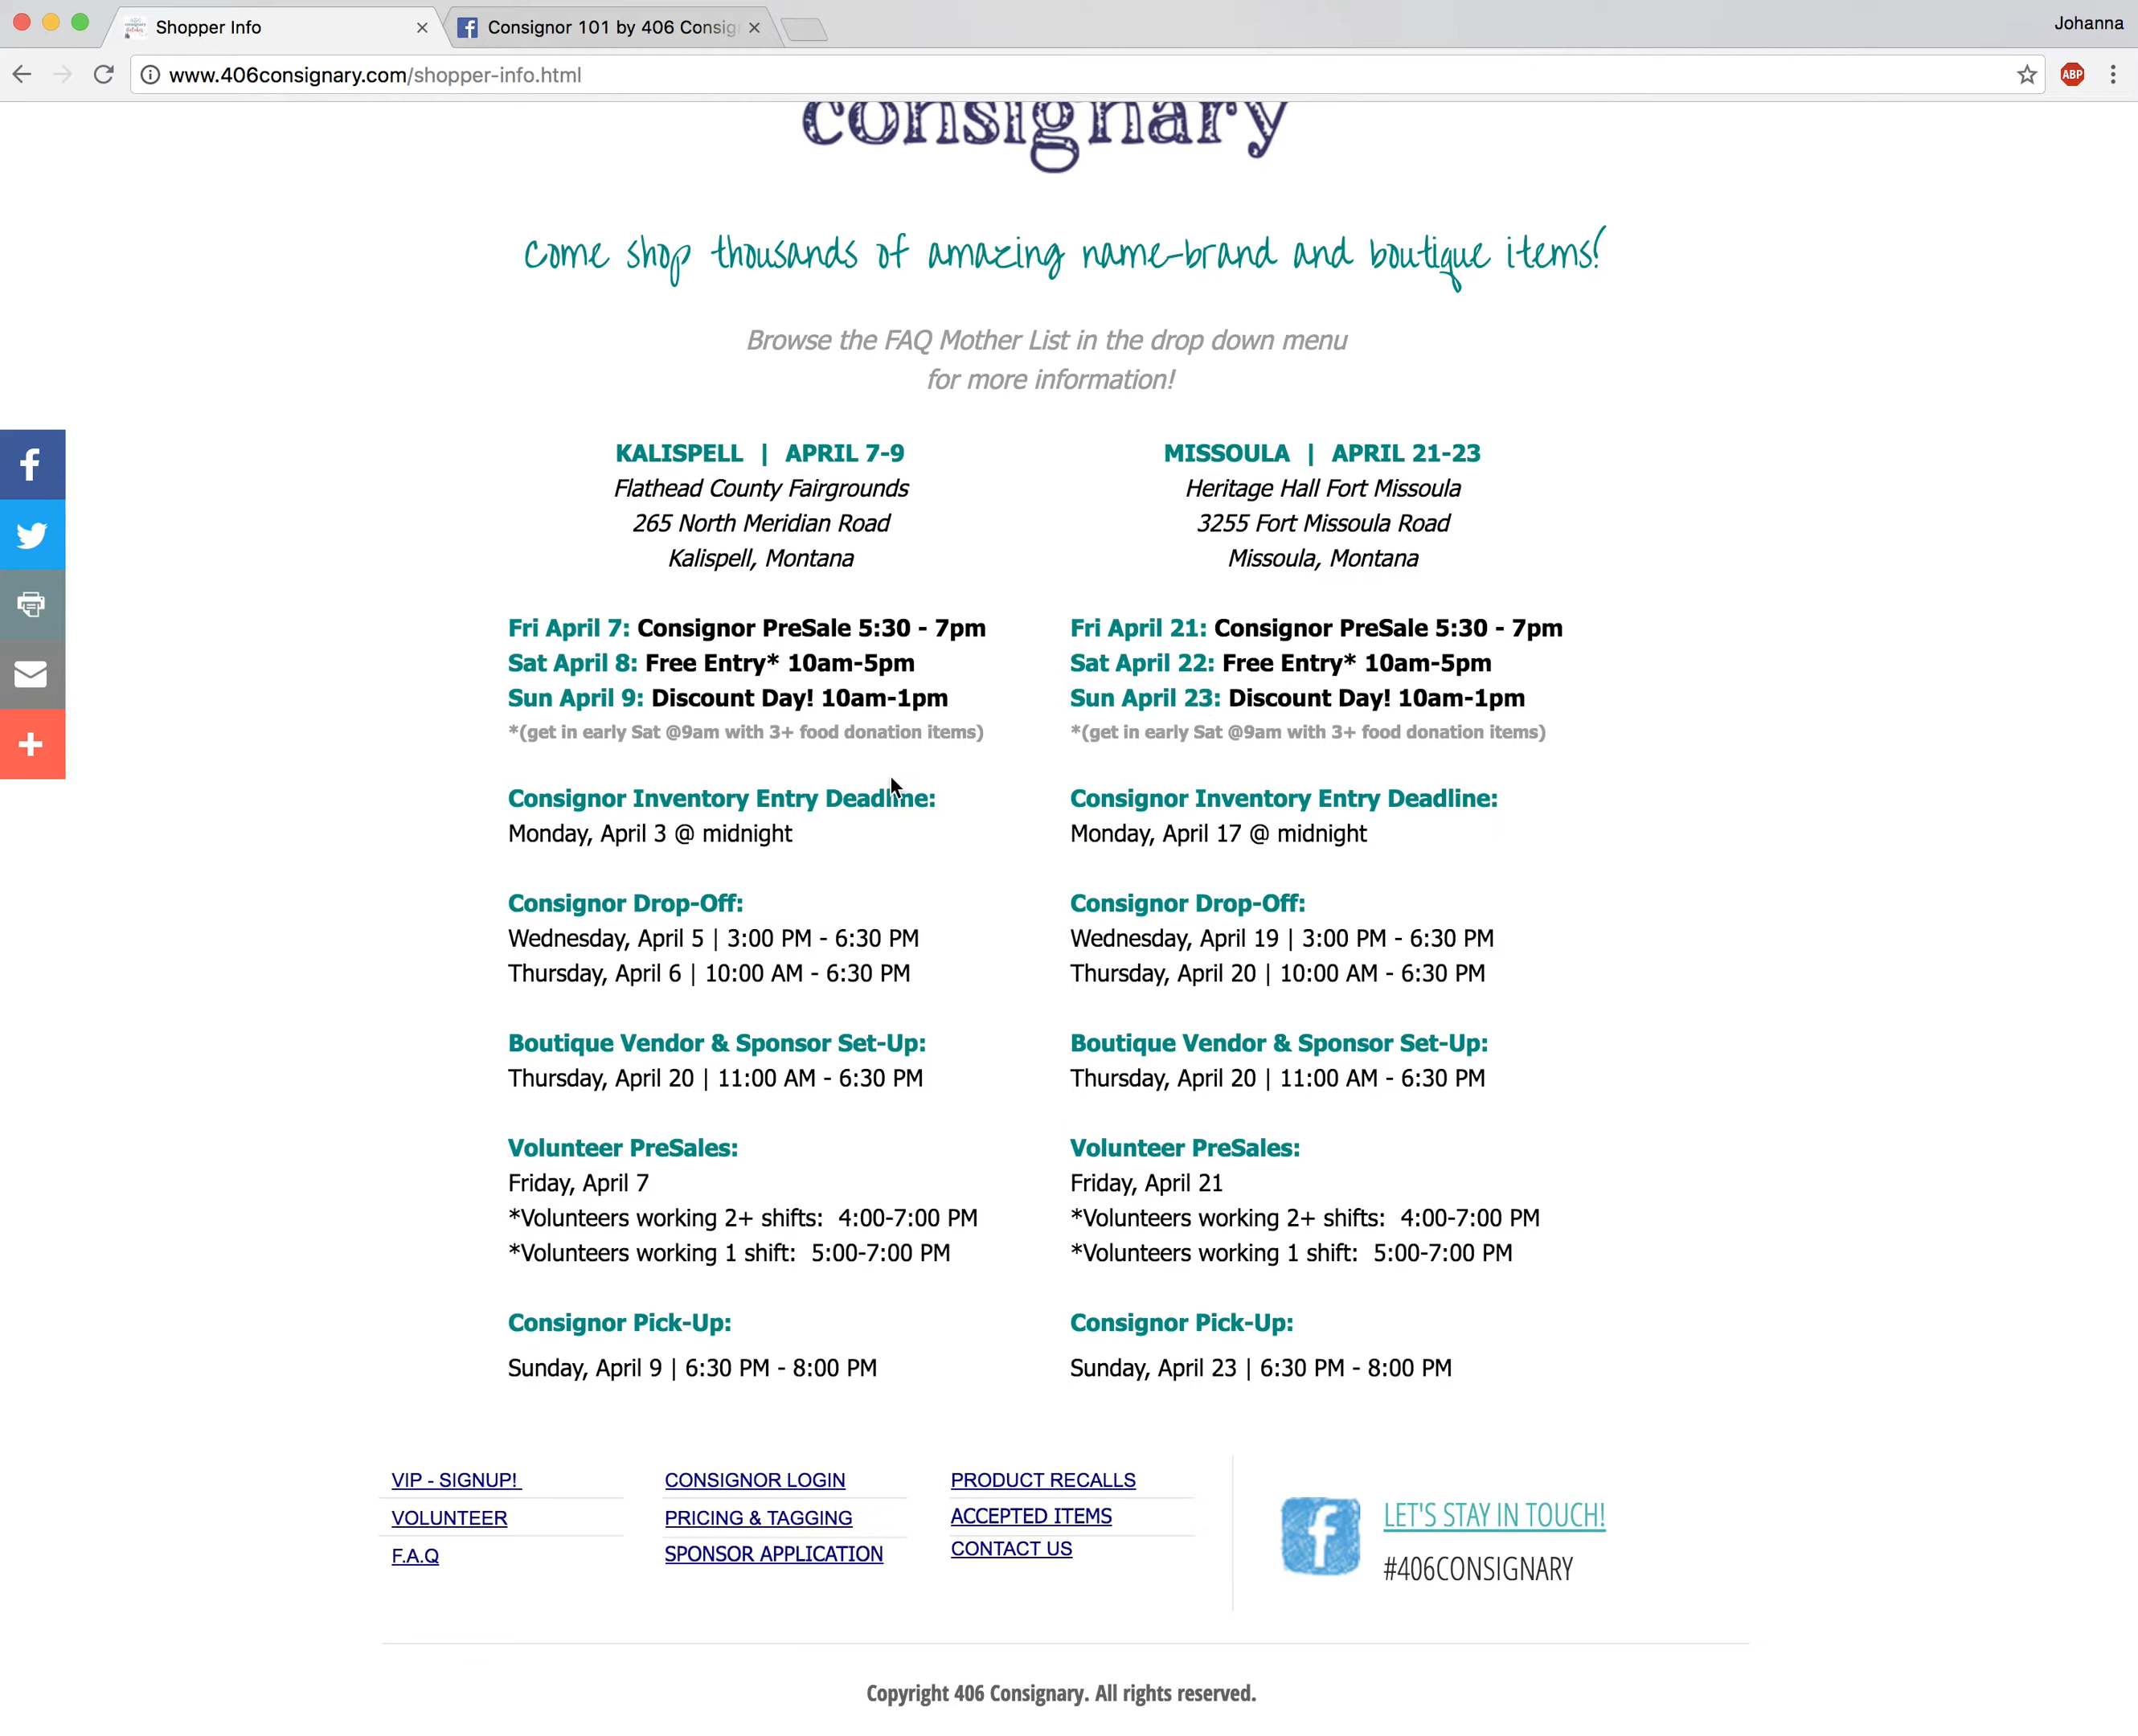 Shopper Info
Consignor 101 by 406 Consig
Johanna
www.406consignary.com/shopper-info.html
ABP
consignary
Come shop thousands of amazing name-brand and boutique items!
Browse the FAQ Mother List in the drop down menu
for more information!
KALISPELL | APRIL 7-9
Flathead County Fairgrounds
265 North Meridian Road
Kalispell, Montana
Fri April 7: Consignor PreSale 5:30 - 7pm
Sat April 8: Free Entry* 10am-5pm
Sun April 9: Discount Day! 10am-1pm
*(get in early Sat @9am with 3+ food donation items)
Consignor Inventory Entry Deadline:
Monday, April 3 @ midnight
Consignor Drop-Off:
Wednesday, April 5 | 3:00 PM - 6:30 PM
Thursday, April 6 | 10:00 AM - 6:30 PM
Boutique Vendor & Sponsor Set-Up:
Thursday, April 20 | 11:00 AM - 6:30 PM
Volunteer PreSales:
Friday, April 7
*Volunteers working 2+ shifts: 4:00-7:00 PM
*Volunteers working 1 shift: 5:00-7:00 PM
Consignor Pick-Up:
Sunday, April 9 | 6:30 PM - 8:00 PM
MISSOULA | APRIL 21-23
Heritage Hall Fort Missoula
3255 Fort Missoula Road
Missoula, Montana
Fri April 21: Consignor PreSale 5:30 - 7pm
Sat April 22: Free Entry* 10am-5pm
Sun April 23: Discount Day! 10am-1pm
*(get in early Sat @9am with 3+ food donation items)
Consignor Inventory Entry Deadline:
Monday, April 17 @ midnight
Consignor Drop-Off:
Wednesday, April 19 | 3:00 PM - 6:30 PM
Thursday, April 20 | 10:00 AM - 6:30 PM
Boutique Vendor & Sponsor Set-Up:
Thursday, April 20 | 11:00 AM - 6:30 PM
Volunteer PreSales:
Friday, April 21
*Volunteers working 2+ shifts: 4:00-7:00 PM
*Volunteers working 1 shift: 5:00-7:00 PM
Consignor Pick-Up:
Sunday, April 23 | 6:30 PM - 8:00 PM
VIP - SIGNUP!
VOLUNTEER
F.A.Q
CONSIGNOR LOGIN
PRICING & TAGGING
SPONSOR APPLICATION
PRODUCT RECALLS
ACCEPTED ITEMS
CONTACT US
LET'S STAY IN TOUCH!
#406CONSIGNARY
Copyright 406 Consignary. All rights reserved.